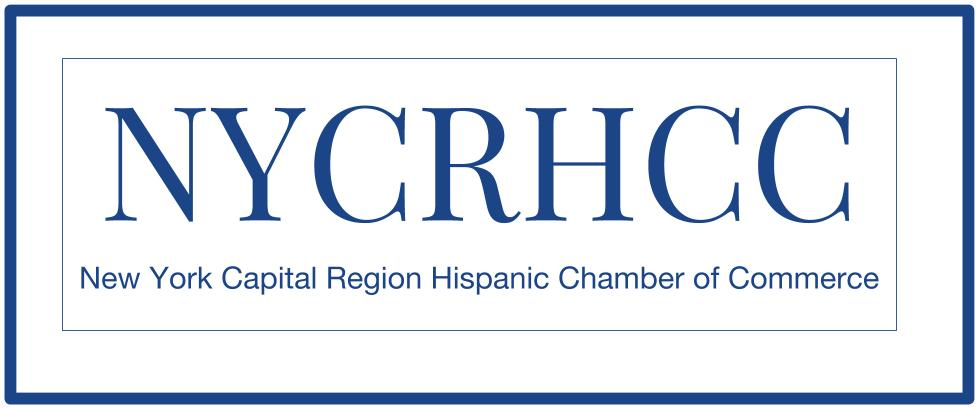 NYCRHCC
New York Capital Region Hispanic Chamber of Commerce